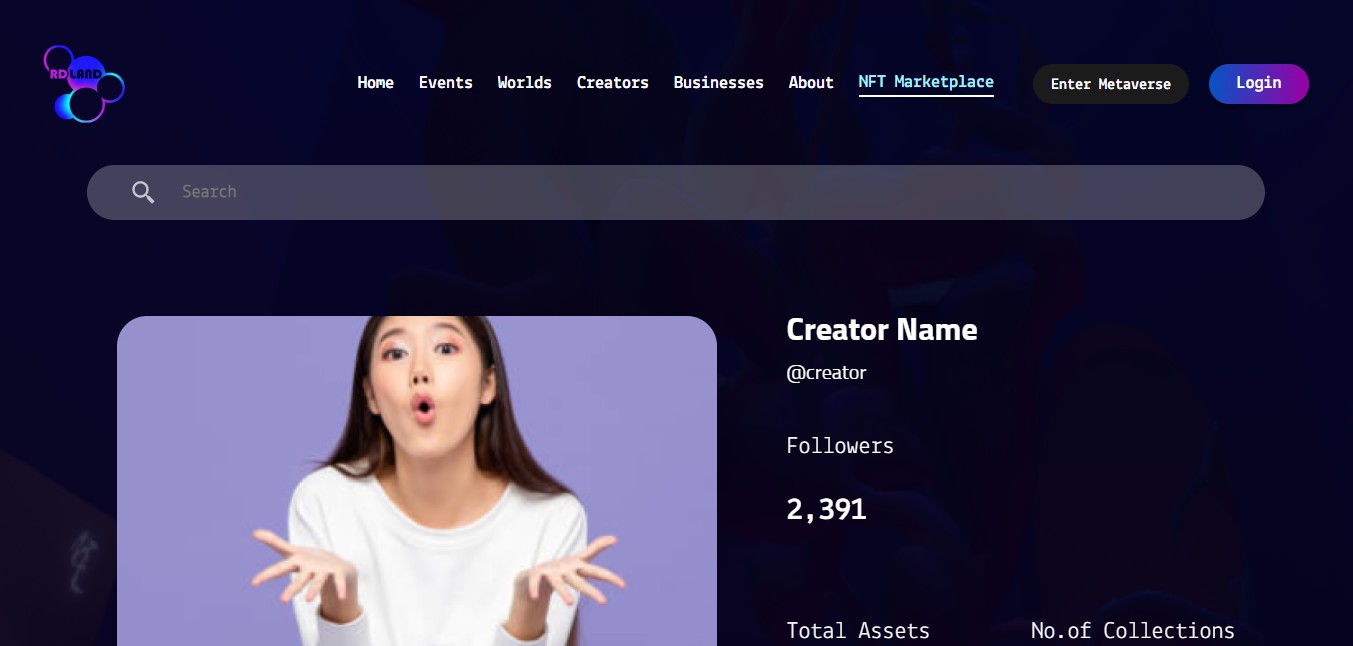 RD LAND
Home Events Worlds Creators Businesses About NFT Marketplace Enter Metaverse Login
Search
Creator Name
@creator
Followers
2,391
Total Assets No.of Collections